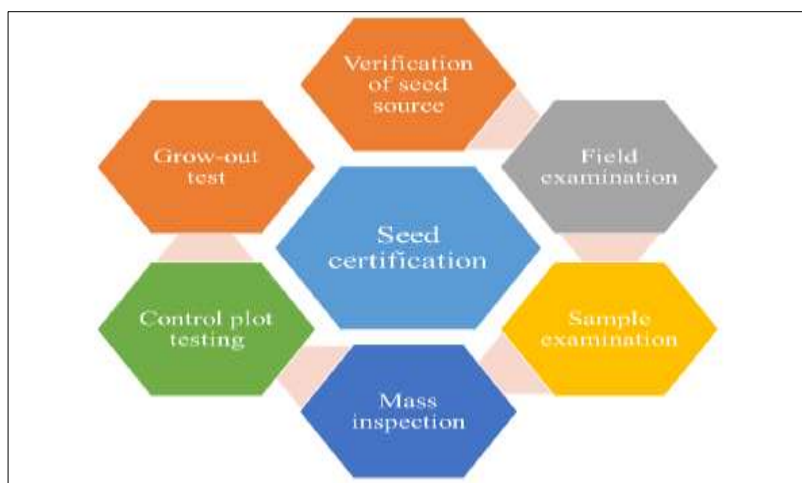 Verification
of seed
source
Grow-out
test
Field
examination
Seed
certification
Control plot
testing
Sample
examination
Mass
inspection